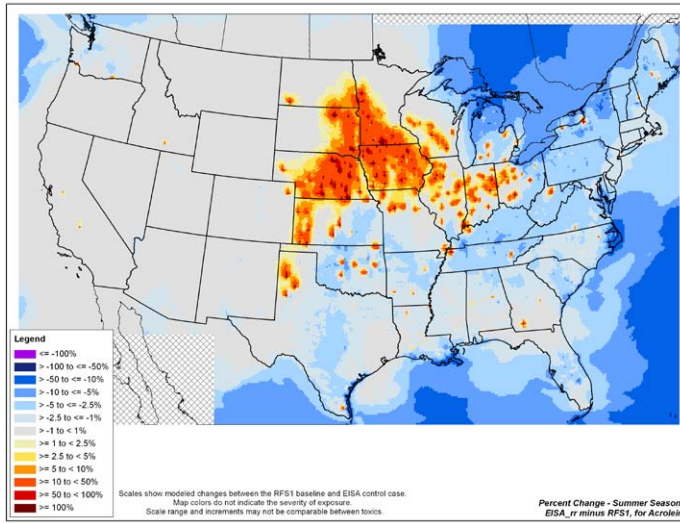 Legend
<= -100%
> -100 to <= -50%
> -50 to <= -10%
> -10 to <= -5%
> -5 to <= -2.5%
> -2.5 to <= -1%
> -1 to < 1%
>= 1 to < 2.5%
>= 2.5 to < 5%
>= 5 to < 10%
>= 10 to < 50%
>= 50 to < 100%
>= 100%
Scales show modeled changes between the RFS1 baseline and EISA control case.
Map colors do not indicate the severity of exposure.
Scale range and increments may not be comparable between toxics.
Percent Change - Summer Season
EISA_rr minus RFS1, for Acrolein